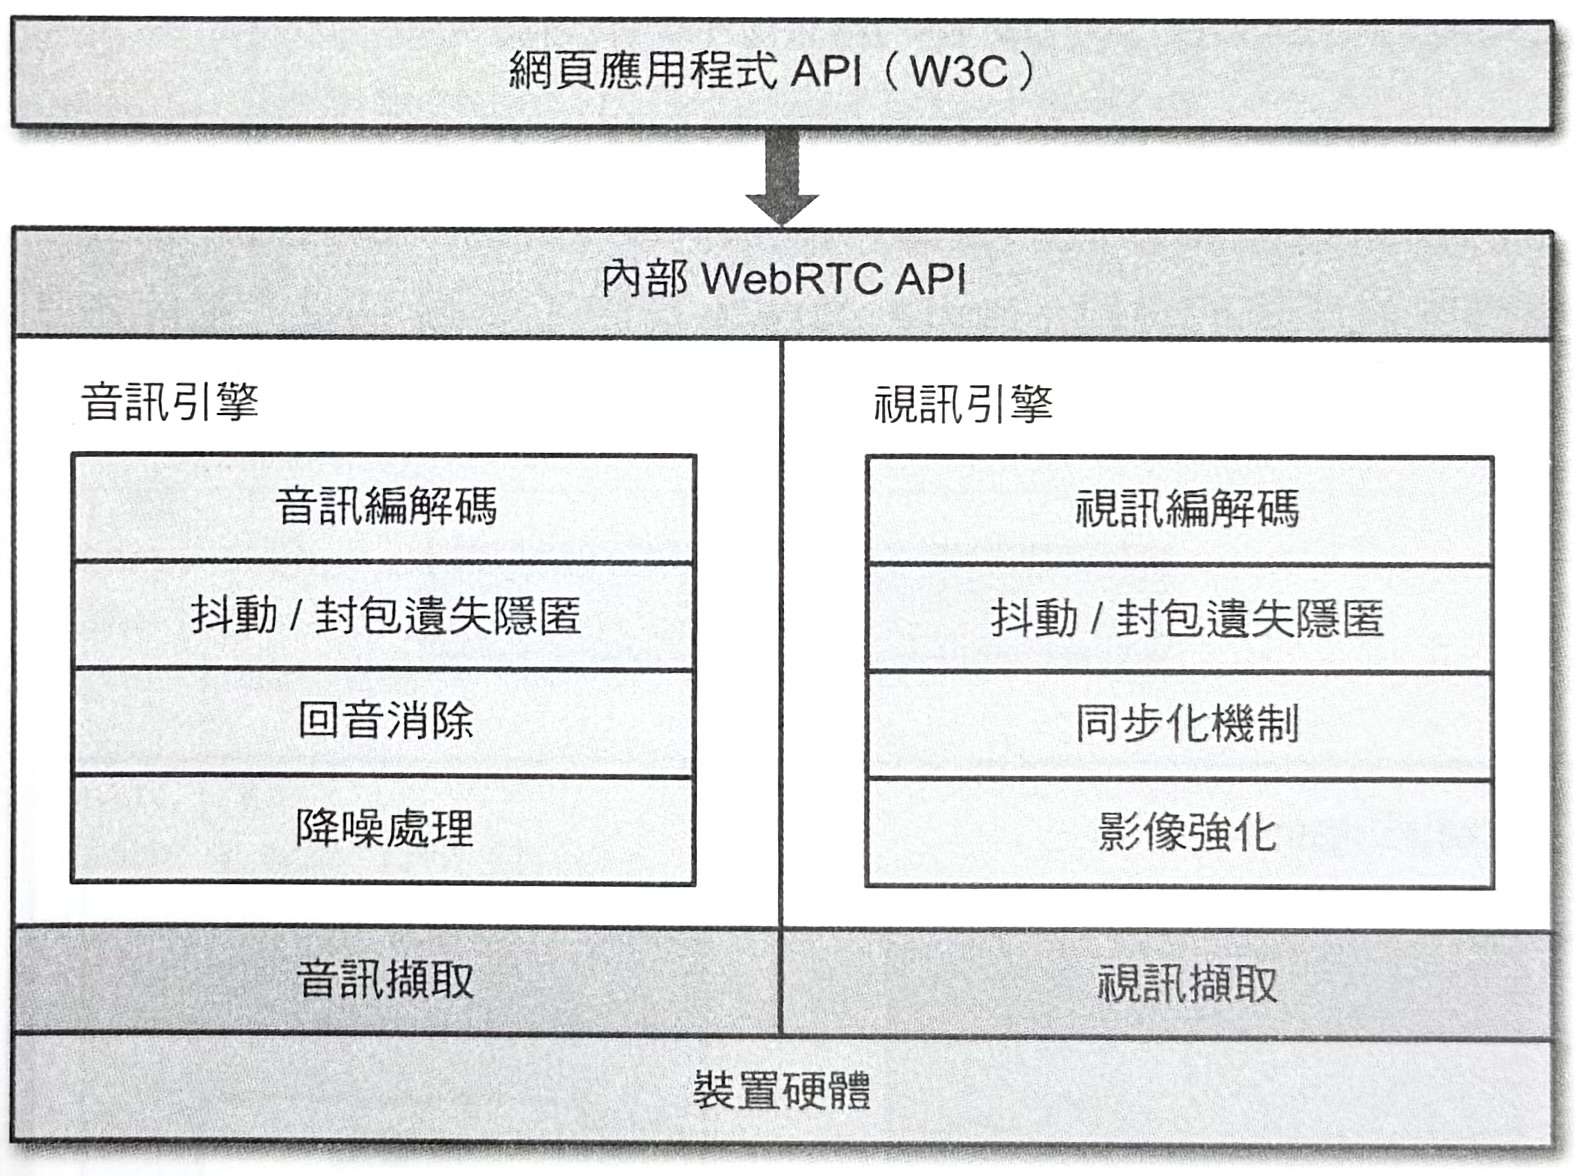 網頁應用程式 API（W3C）
內部 WebRTC API
音訊引擎
音訊編解碼
抖動 / 封包遺失隱匿
回音消除
降噪處理
音訊擷取
視訊引擎
視訊編解碼
抖動 / 封包遺失隱匿
同步化機制
影像強化
視訊擷取
裝置硬體